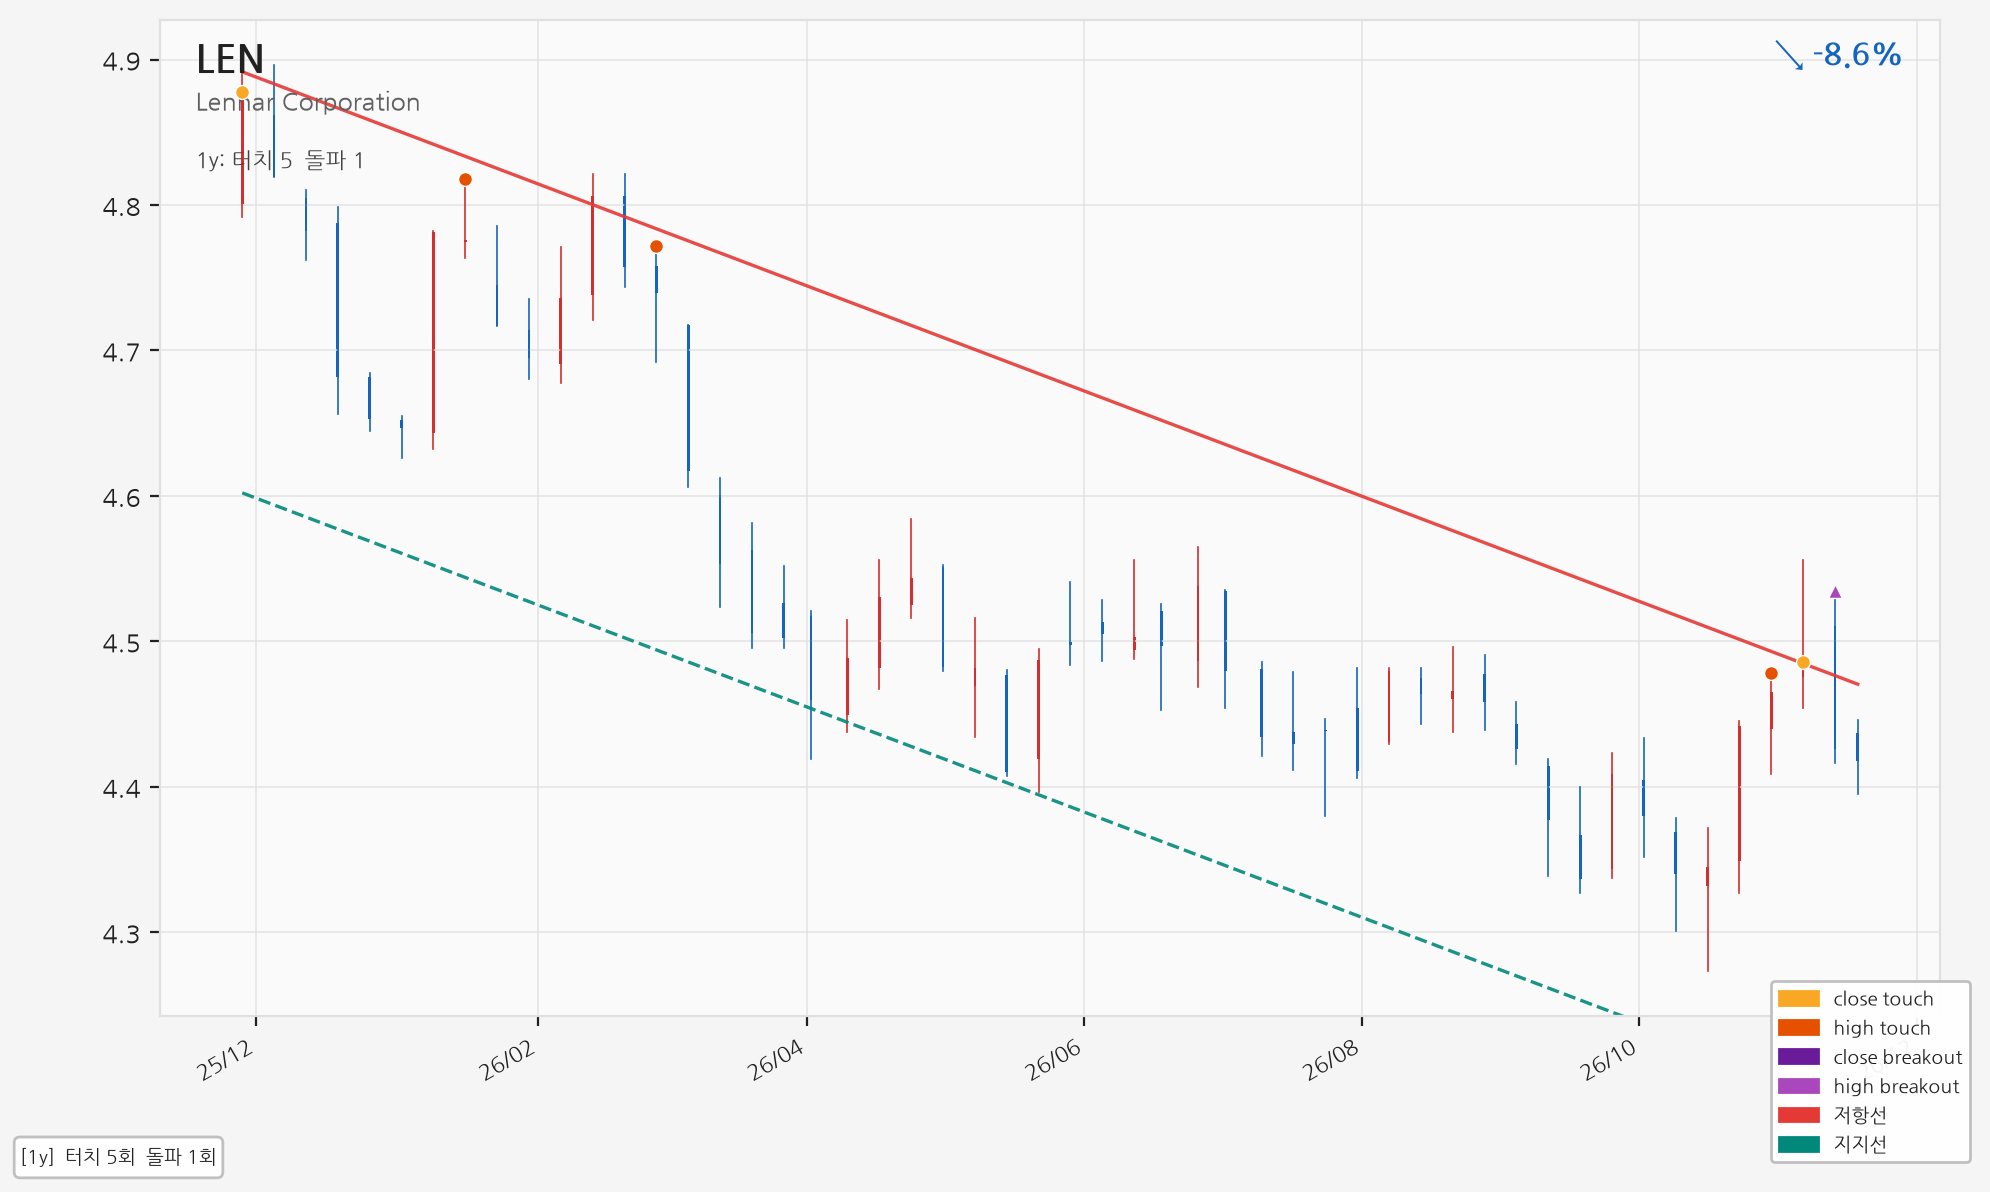 LEN
Lennar Corporation
1y: 터치 5 돌파 1
-8.6%
4.9
4.8
4.7
4.6
4.5
4.4
4.3
25/12
26/02
26/04
26/06
26/08
26/10
close touch
high touch
close breakout
high breakout
저항선
지지선
[1y] 터치 5회 돌파 1회